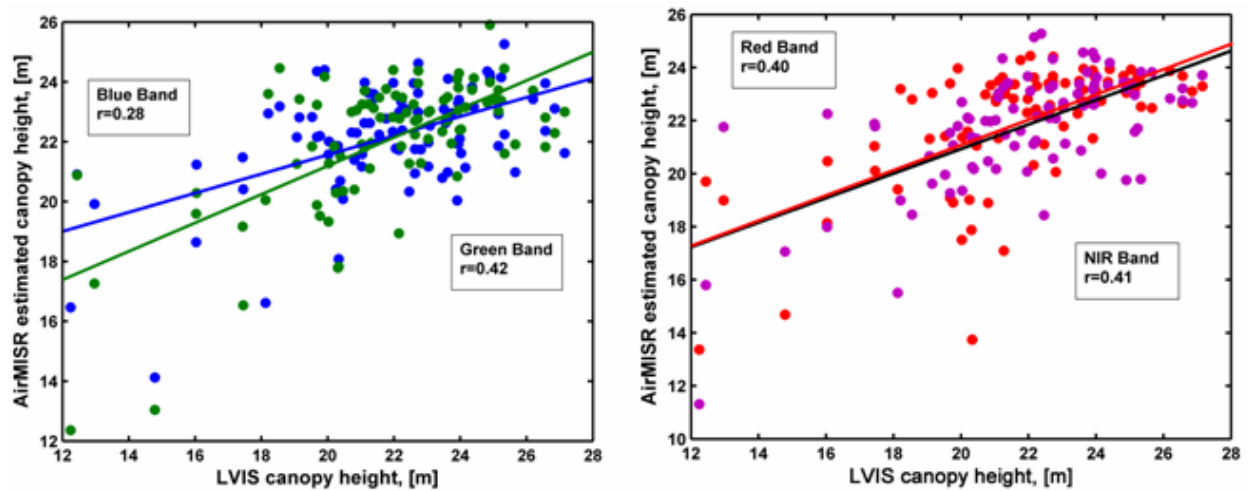 26
24
22
20
18
16
14
12
12 14 16 18 20 22 24 26 28
AirMISR estimated canopy height, [m]
LVIS canopy height, [m]
Blue Band
r=0.28
Green Band
r=0.42
26
24
22
20
18
16
14
12
10
12 14 16 18 20 22 24 26 28
AirMISR estimated canopy height, [m]
LVIS canopy height, [m]
Red Band
r=0.40
NIR Band
r=0.41